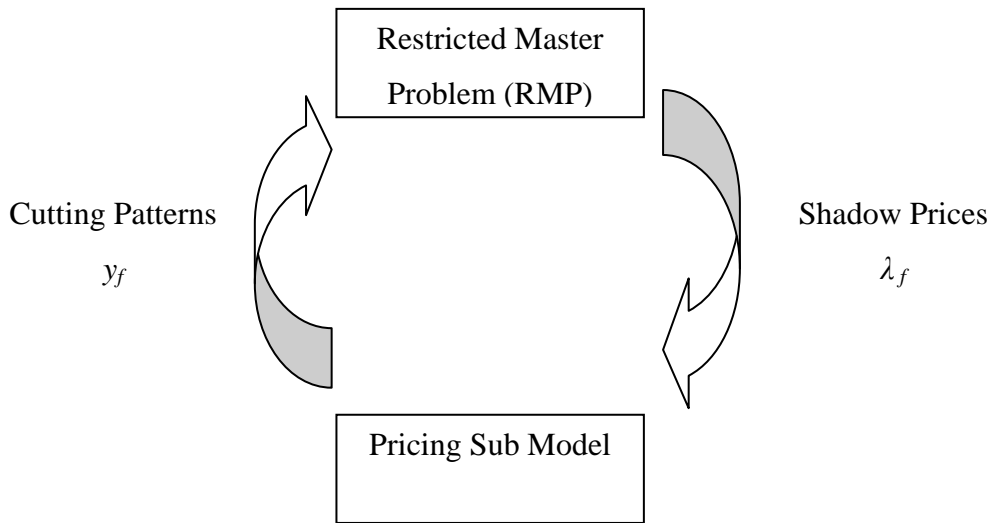 Restricted Master
Problem (RMP)
Cutting Patterns
y_f
Shadow Prices
λ_f
Pricing Sub Model